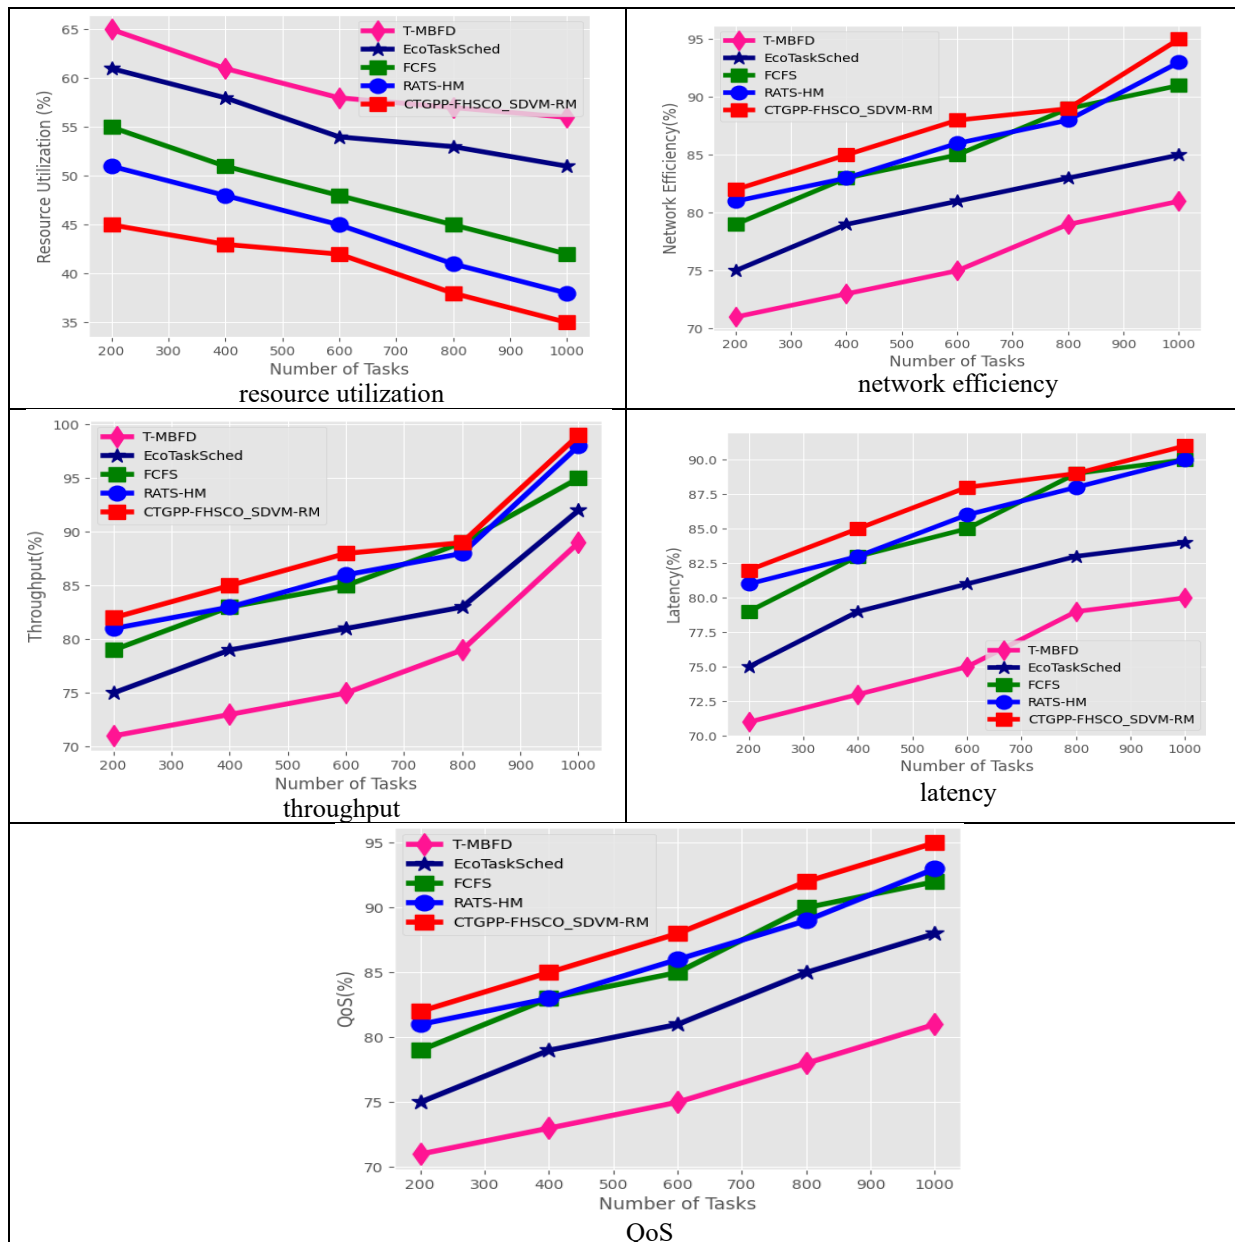 65
60
55
50
45
40
35
Resource Utilization (%)
T-MBFD
EcoTaskSched
FCFS
RATS-HM
CTGPP-FHSCO_SDVM-RM
200 300 400 500 600 700 800 900 1000
Number of Tasks
resource utilization
95
90
85
80
75
70
Network Efficiency(%)
T-MBFD
EcoTaskSched
FCFS
RATS-HM
CTGPP-FHSCO_SDVM-RM
200 300 400 500 600 700 800 900 1000
Number of Tasks
network efficiency
100
95
90
85
80
75
70
Throughput(%)
T-MBFD
EcoTaskSched
FCFS
RATS-HM
CTGPP-FHSCO_SDVM-RM
200 300 400 500 600 700 800 900 1000
Number of Tasks
throughput
90.0
87.5
85.0
82.5
80.0
77.5
75.0
72.5
70.0
Latency(%)
T-MBFD
EcoTaskSched
FCFS
RATS-HM
CTGPP-FHSCO_SDVM-RM
200 300 400 500 600 700 800 900 1000
Number of Tasks
latency
95
90
85
80
75
70
QoS(%)
T-MBFD
EcoTaskSched
FCFS
RATS-HM
CTGPP-FHSCO_SDVM-RM
200 300 400 500 600 700 800 900 1000
Number of Tasks
QoS